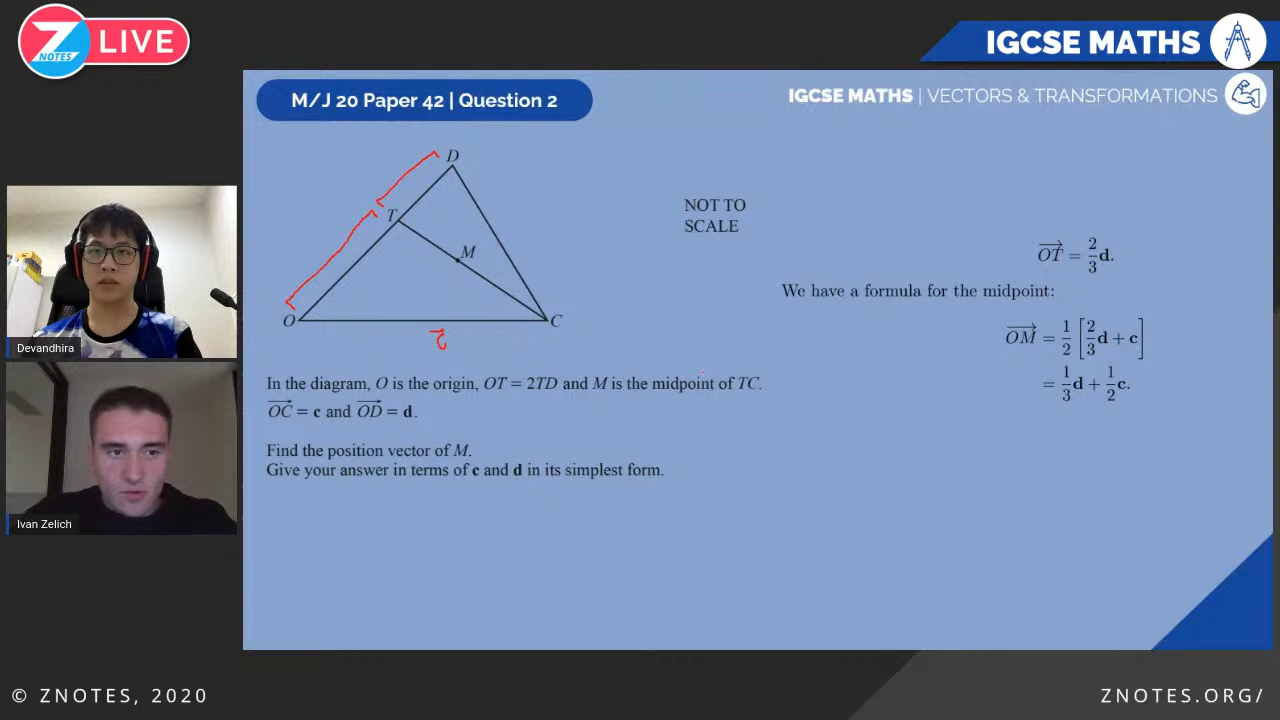 Z NOTES LIVE
IGCSE MATHS
M/J 20 Paper 42 | Question 2
IGCSE MATHS | VECTORS & TRANSFORMATIONS
D
T
M
O
C
c
NOT TO
SCALE
OT = 2/3 d.
We have a formula for the midpoint:
OM = 1/2 [2/3 d + c]
= 1/3 d + 1/2 c.
In the diagram, O is the origin, OT = 2TD and M is the midpoint of TC.
OC = c and OD = d.
Find the position vector of M.
Give your answer in terms of c and d in its simplest form.
Devandhira
Ivan Zelich
© ZNOTES, 2020
ZNOTES.ORG/